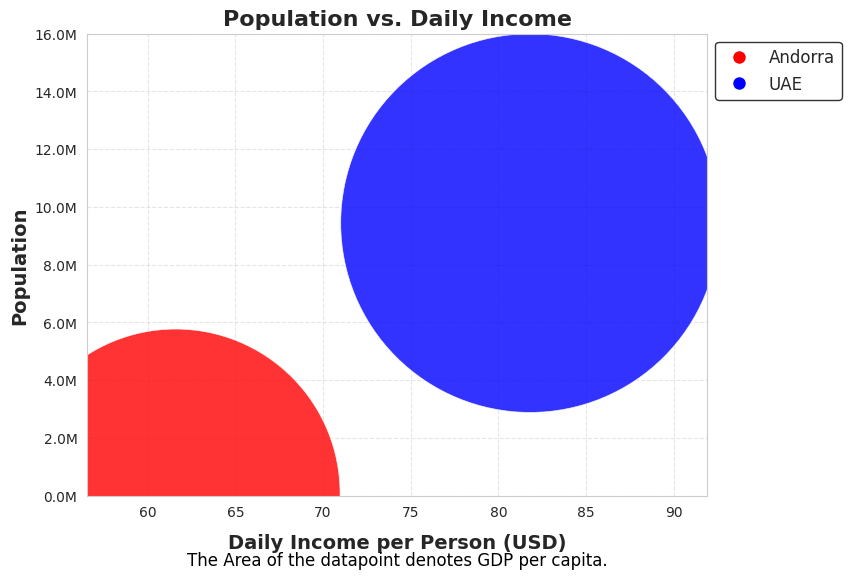 Population vs. Daily Income
Andorra
UAE
Population
16.0M
14.0M
12.0M
10.0M
8.0M
6.0M
4.0M
2.0M
0.0M
60 65 70 75 80 85 90
Daily Income per Person (USD)
The Area of the datapoint denotes GDP per capita.